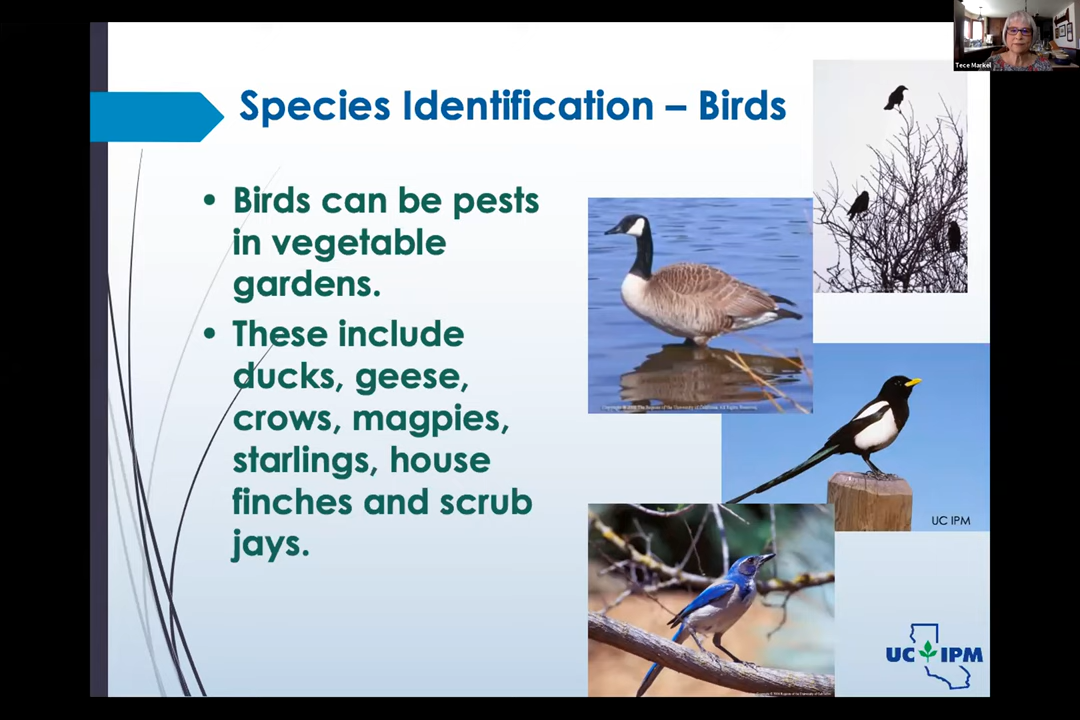 Tece Markel
Species Identification – Birds
• Birds can be pests
in vegetable
gardens.
• These include
ducks, geese,
crows, magpies,
starlings, house
finches and scrub
jays.
UC IPM
UC IPM